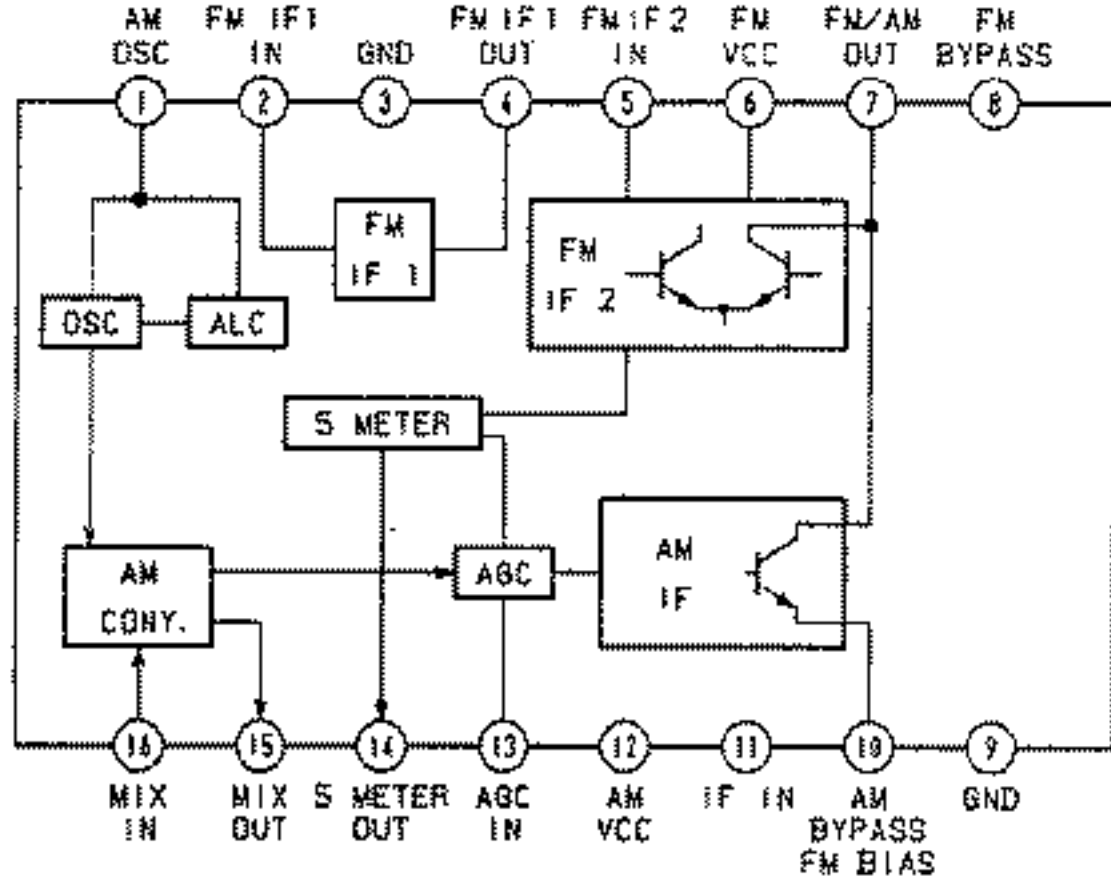 AM OSC
FM IF1 IN
GND
FM IF1 OUT
FM IF2 IN
FM VCC
FM/AM OUT
FM BYPASS
1 2 3 4 5 6 7 8
FM IF 1
FM IF 2
OSC
ALC
S METER
AM CONV.
AGC
AM IF
16 15 14 13 12 11 10 9
MIX IN
MIX OUT
S METER OUT
AGC IN
AM VCC
IF IN
AM BYPASS FM BIAS
GND